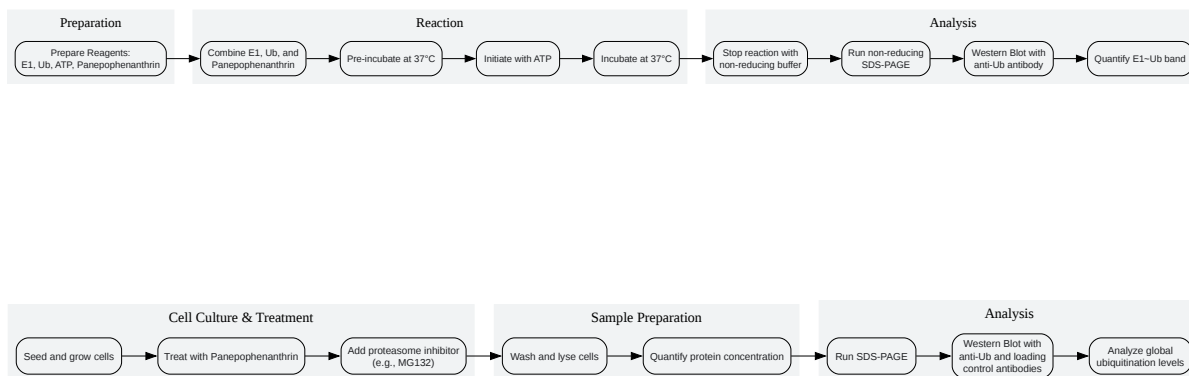 Preparation
Prepare Reagents:
E1, Ub, ATP, Panepophenanthrin
Reaction
Combine E1, Ub, and
Panepophenanthrin
Pre-incubate at 37°C
Initiate with ATP
Incubate at 37°C
Analysis
Stop reaction with
non-reducing buffer
Run non-reducing
SDS-PAGE
Western Blot with
anti-Ub antibody
Quantify E1~Ub band
Cell Culture & Treatment
Seed and grow cells
Treat with Panepophenanthrin
Add proteasome inhibitor
(e.g., MG132)
Sample Preparation
Wash and lyse cells
Quantify protein concentration
Analysis
Run SDS-PAGE
Western Blot with
anti-Ub and loading
control antibodies
Analyze global
ubiquitination levels